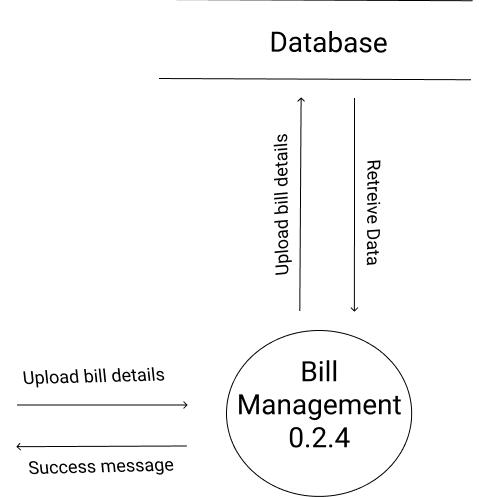 Database
Upload bill details
Retreive Data
Upload bill details
Bill
Management
0.2.4
Success message